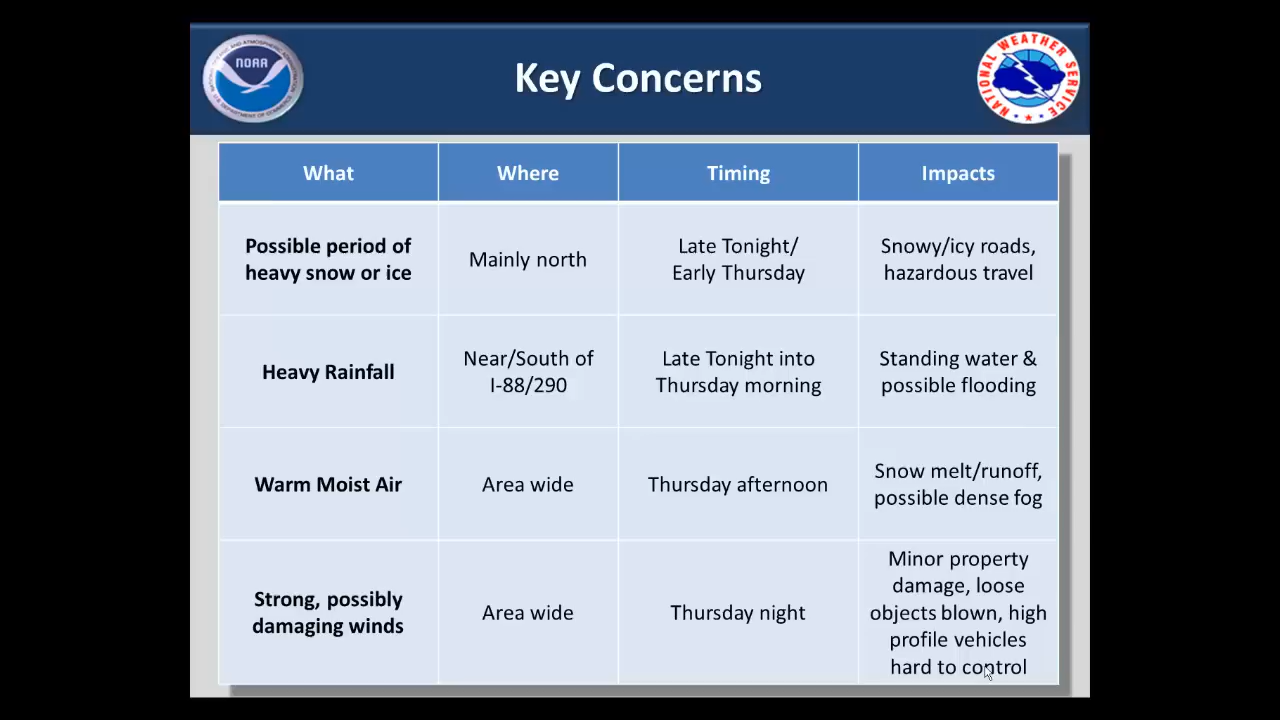 NOAA
NATIONAL WEATHER SERVICE
Key Concerns
What
Where
Timing
Impacts
Possible period of
heavy snow or ice
Mainly north
Late Tonight/
Early Thursday
Snowy/icy roads,
hazardous travel
Heavy Rainfall
Near/South of
I-88/290
Late Tonight into
Thursday morning
Standing water &
possible flooding
Warm Moist Air
Area wide
Thursday afternoon
Snow melt/runoff,
possible dense fog
Strong, possibly
damaging winds
Area wide
Thursday night
Minor property
damage, loose
objects blown, high
profile vehicles
hard to control